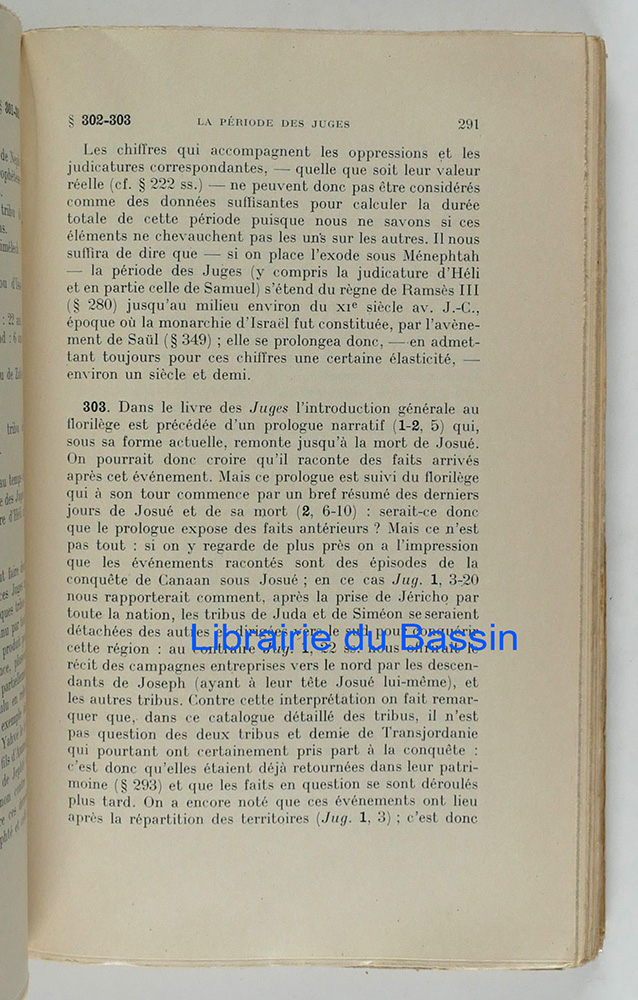 § 302-303 LA PÉRIODE DES JUGES 291
Les chiffres qui accompagnent les oppressions et les
judicatures correspondantes, — quelle que soit leur valeur
réelle (cf. § 222 ss.) — ne peuvent donc pas être considérés
comme des données suffisantes pour calculer la durée
totale de cette période puisque nous ne savons si ces
éléments ne chevauchent pas les uns sur les autres. Il nous
suffira de dire que — si on place l'exode sous Ménephtah
— la période des Juges (y compris la judicature d'Héli
et en partie celle de Samuel) s'étend du règne de Ramsès III
(§ 280) jusqu'au milieu environ du XIe siècle av. J.-C.,
époque où la monarchie d'Israël fut constituée, par l'avène-
ment de Saül (§ 349) ; elle se prolongea donc, — en admet-
tant toujours pour ces chiffres une certaine élasticité, —
environ un siècle et demi.
303. Dans le livre des Juges l'introduction générale au
florilège est précédée d'un prologue narratif (1-2, 5) qui,
sous sa forme actuelle, remonte jusqu'à la mort de Josué.
On pourrait donc croire qu'il raconte des faits arrivés
après cet événement. Mais ce prologue est suivi du florilège
qui à son tour commence par un bref résumé des derniers
jours de Josué et de sa mort (2, 6-10) : serait-ce donc
que le prologue expose des faits antérieurs ? Mais ce n'est
pas tout : si on y regarde de plus près on a l'impression
que les événements racontés sont des épisodes de la
conquête de Canaan sous Josué ; en ce cas Jug. 1, 3-20
nous rapporterait comment, après la prise de Jéricho par
toute la nation, les tribus de Juda et de Siméon se seraient
détachées des autres et dirigées vers le sud pour conquérir
Librairie du Bassin
cette région : au contraire Jug. 1, 22 ss. nous offrirait le
récit des campagnes entreprises vers le nord par les descen-
dants de Joseph (ayant à leur tête Josué lui-même), et
les autres tribus. Contre cette interprétation on fait remar-
quer que, dans ce catalogue détaillé des tribus, il n'est
pas question des deux tribus et demie de Transjordanie
qui pourtant ont certainement pris part à la conquête :
c'est donc qu'elles étaient déjà retournées dans leur patri-
moine (§ 293) et que les faits en question se sont déroulés
plus tard. On a encore noté que ces événements ont lieu
après la répartition des territoires (Jug. 1, 3) ; c'est donc